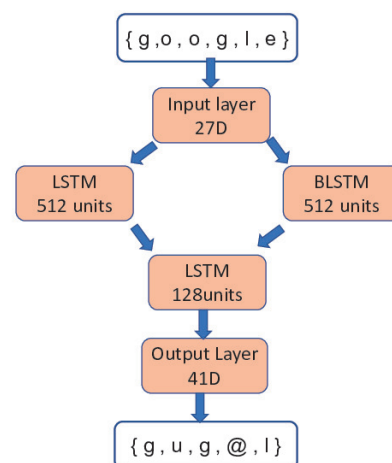 { g ,o , o , g , l , e }
Input layer
27D
LSTM
512 units
BLSTM
512 units
LSTM
128units
Output Layer
41D
{ g , u , g , @ , l }